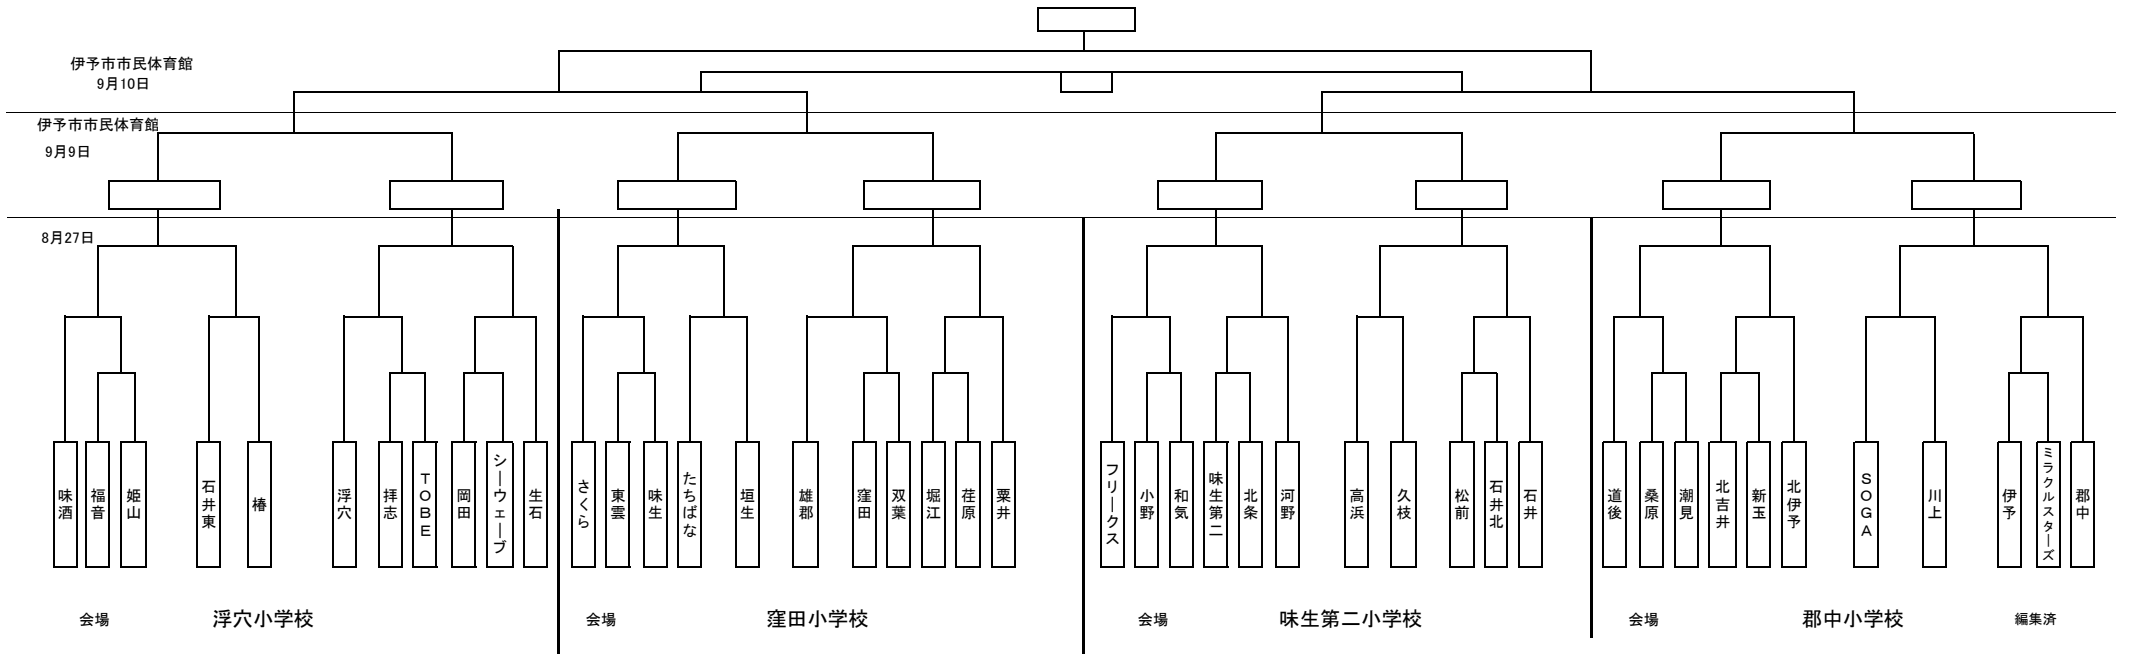 伊予市市民体育館
9月10日
伊予市市民体育館
9月9日
8月27日
味酒
福音
姫山
石井東
椿
浮穴
拝志
TOBE
岡田
シーウェーブ
生石
さくら
東雲
味生
たちばな
垣生
雄郡
窪田
双葉
堀江
荏原
粟井
フリークス
小野
和気
味生第二
北条
河野
高浜
久枝
松前
石井北
石井
道後
桑原
潮見
北吉井
新玉
北伊予
SOGA
川上
伊予
ミラクルスターズ
郡中
会場
浮穴小学校
会場
窪田小学校
会場
味生第二小学校
会場
郡中小学校
編集済